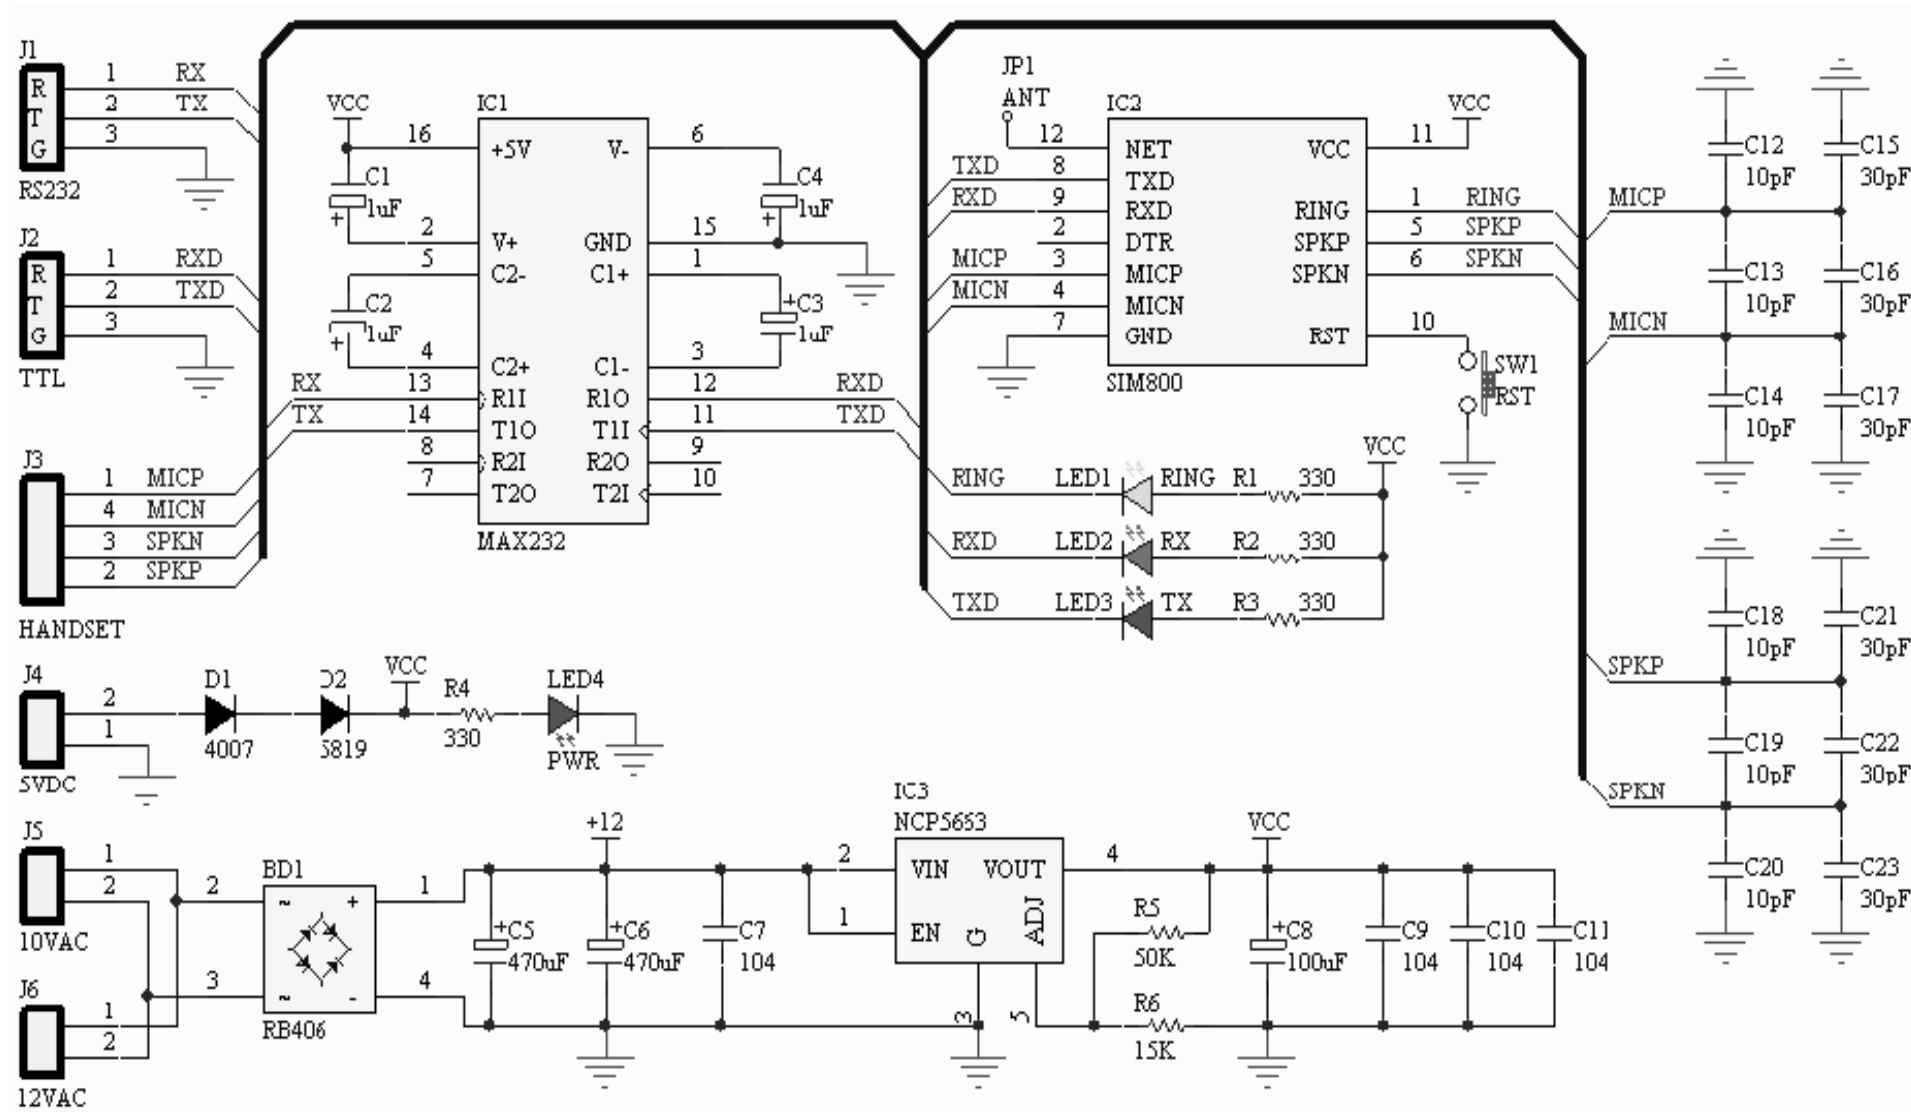 J1
1 RX
R
2 TX
T
3
G
RS232
J2
1 RXD
R
2 TXD
T
3
G
TTL
J3
1 MICP
4 MICN
3 SPKN
2 SPKP
HANDSET
VCC
IC1
16 +5V V- 6
C1
1uF
+
C4
1uF
+
2 V+ GND 15
5 C2- C1+ 1
C2
1uF
+
+C3
1uF
4 C2+ C1- 3
RX 13 R1I R1O 12 RXD
TX 14 T1O T1I 11 TXD
8 R2I R2O 9
7 T2O T2I 10
MAX232
JP1
ANT
IC2
VCC
12 NET VCC 11
TXD 8 TXD
RXD 9 RXD RING 1 RING
2 DTR SPKP 5 SPKP
MICP 3 MICP SPKN 6 SPKN
MICN 4 MICN
7 GND RST 10
SIM800
SW1
RST
VCC
RING LED1 RING R1 330
RXD LED2 RX R2 330
TXD LED3 TX R3 330
MICP
MICN
C12
10pF
C15
30pF
C13
10pF
C16
30pF
C14
10pF
C17
30pF
SPKP
SPKN
C18
10pF
C21
30pF
C19
10pF
C22
30pF
C20
10pF
C23
30pF
J4
2
1
5VDC
D1
4007
D2
5819
VCC
R4
330
LED4
PWR
J5
1
2
10VAC
J6
1
2
12VAC
BD1
2 ~ + 1
3 ~ - 4
RB406
+12
+C5
470uF
+C6
470uF
C7
104
IC3
NCP5663
2 VIN VOUT 4
1 EN G ADJ
3 5
R5
50K
R6
15K
VCC
+C8
100uF
C9
104
C10
104
C11
104